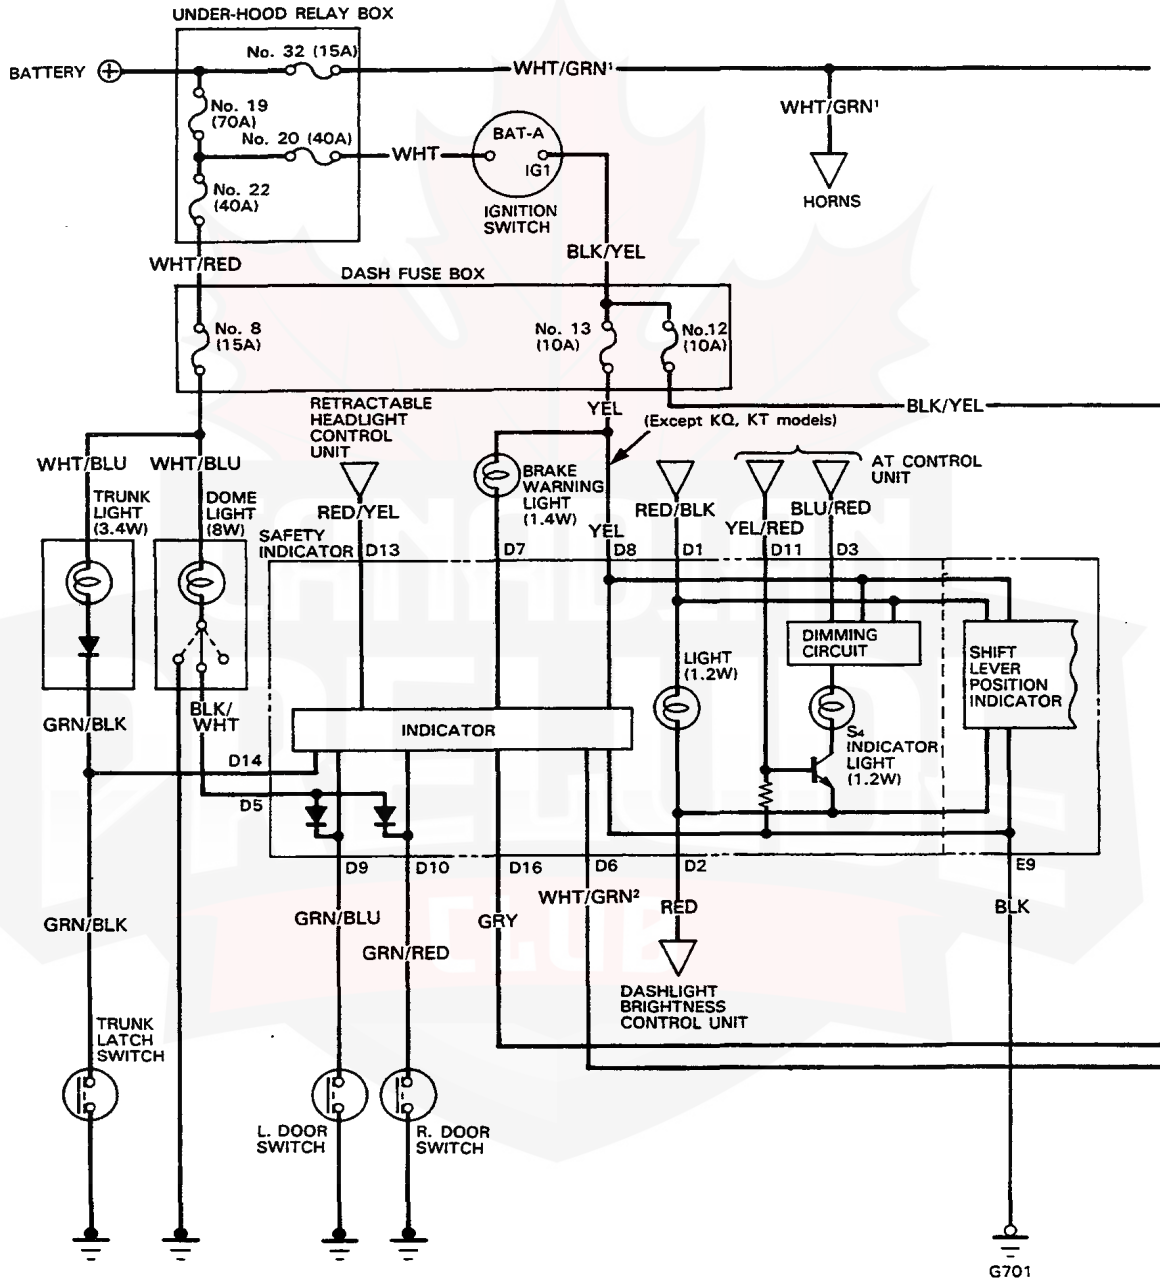 UNDER-HOOD RELAY BOX
No. 32 (15A)
BATTERY
WHT/GRN¹
No. 19
(70A)
WHT/GRN¹
No. 20 (40A)
WHT
BAT-A
IG1
No. 22
(40A)
HORNS
IGNITION
SWITCH
WHT/RED
BLK/YEL
DASH FUSE BOX
No. 8
(15A)
No. 13
(10A)
No.12
(10A)
RETRACTABLE
HEADLIGHT
CONTROL
UNIT
YEL
BLK/YEL
(Except KQ, KT models)
WHT/BLU
WHT/BLU
BRAKE
WARNING
LIGHT
(1.4W)
AT CONTROL
UNIT
TRUNK
LIGHT
(3.4W)
DOME
LIGHT
(8W)
RED/YEL
RED/BLK
BLU/RED
YEL
YEL/RED
SAFETY
INDICATOR
D13
D7
D8
D1
D11
D3
DIMMING
CIRCUIT
LIGHT
(1.2W)
SHIFT
LEVER
POSITION
INDICATOR
BLK/
WHT
GRN/BLK
INDICATOR
S4
INDICATOR
LIGHT
(1.2W)
D14
D5
D9
D10
D16
D6
D2
E9
GRN/BLK
GRN/BLU
GRY
WHT/GRN²
RED
BLK
GRN/RED
DASHLIGHT
BRIGHTNESS
CONTROL UNIT
TRUNK
LATCH
SWITCH
L. DOOR
SWITCH
R. DOOR
SWITCH
G701
CANADIAN
PRELUDE
CLUB